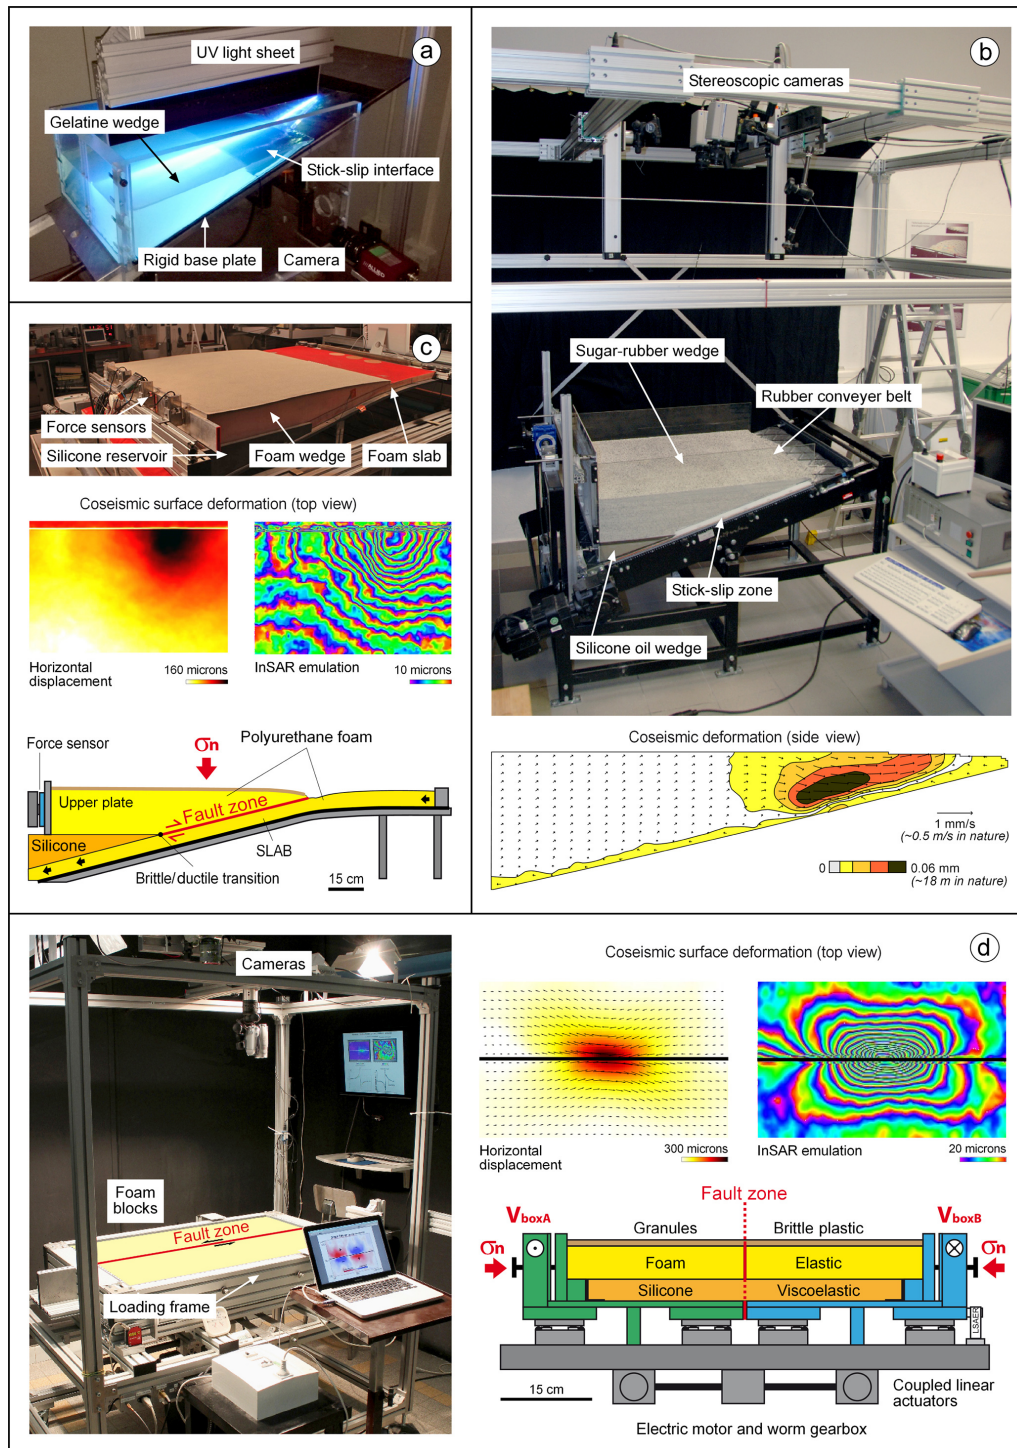 a
UV light sheet
Gelatine wedge
Stick-slip interface
Rigid base plate
Camera
b
Stereoscopic cameras
Sugar-rubber wedge
Rubber conveyer belt
Stick-slip zone
Silicone oil wedge
Coseismic deformation (side view)
1 mm/s
(~0.5 m/s in nature)
0 0.06 mm
(~18 m in nature)
c
Force sensors
Silicone reservoir
Foam wedge
Foam slab
Coseismic surface deformation (top view)
Horizontal
displacement
160 microns
InSAR emulation
10 microns
Force sensor
σn
Polyurethane foam
Upper plate
Fault zone
Silicone
SLAB
Brittle/ductile transition
15 cm
d
Cameras
Foam
blocks
Fault zone
Loading frame
Coseismic surface deformation (top view)
Horizontal
displacement
300 microns
InSAR emulation
20 microns
Fault zone
VboxA
VboxB
Granules
Brittle plastic
σn
σn
Foam
Elastic
Silicone
Viscoelastic
LSAER
15 cm
Coupled linear
actuators
Electric motor and worm gearbox